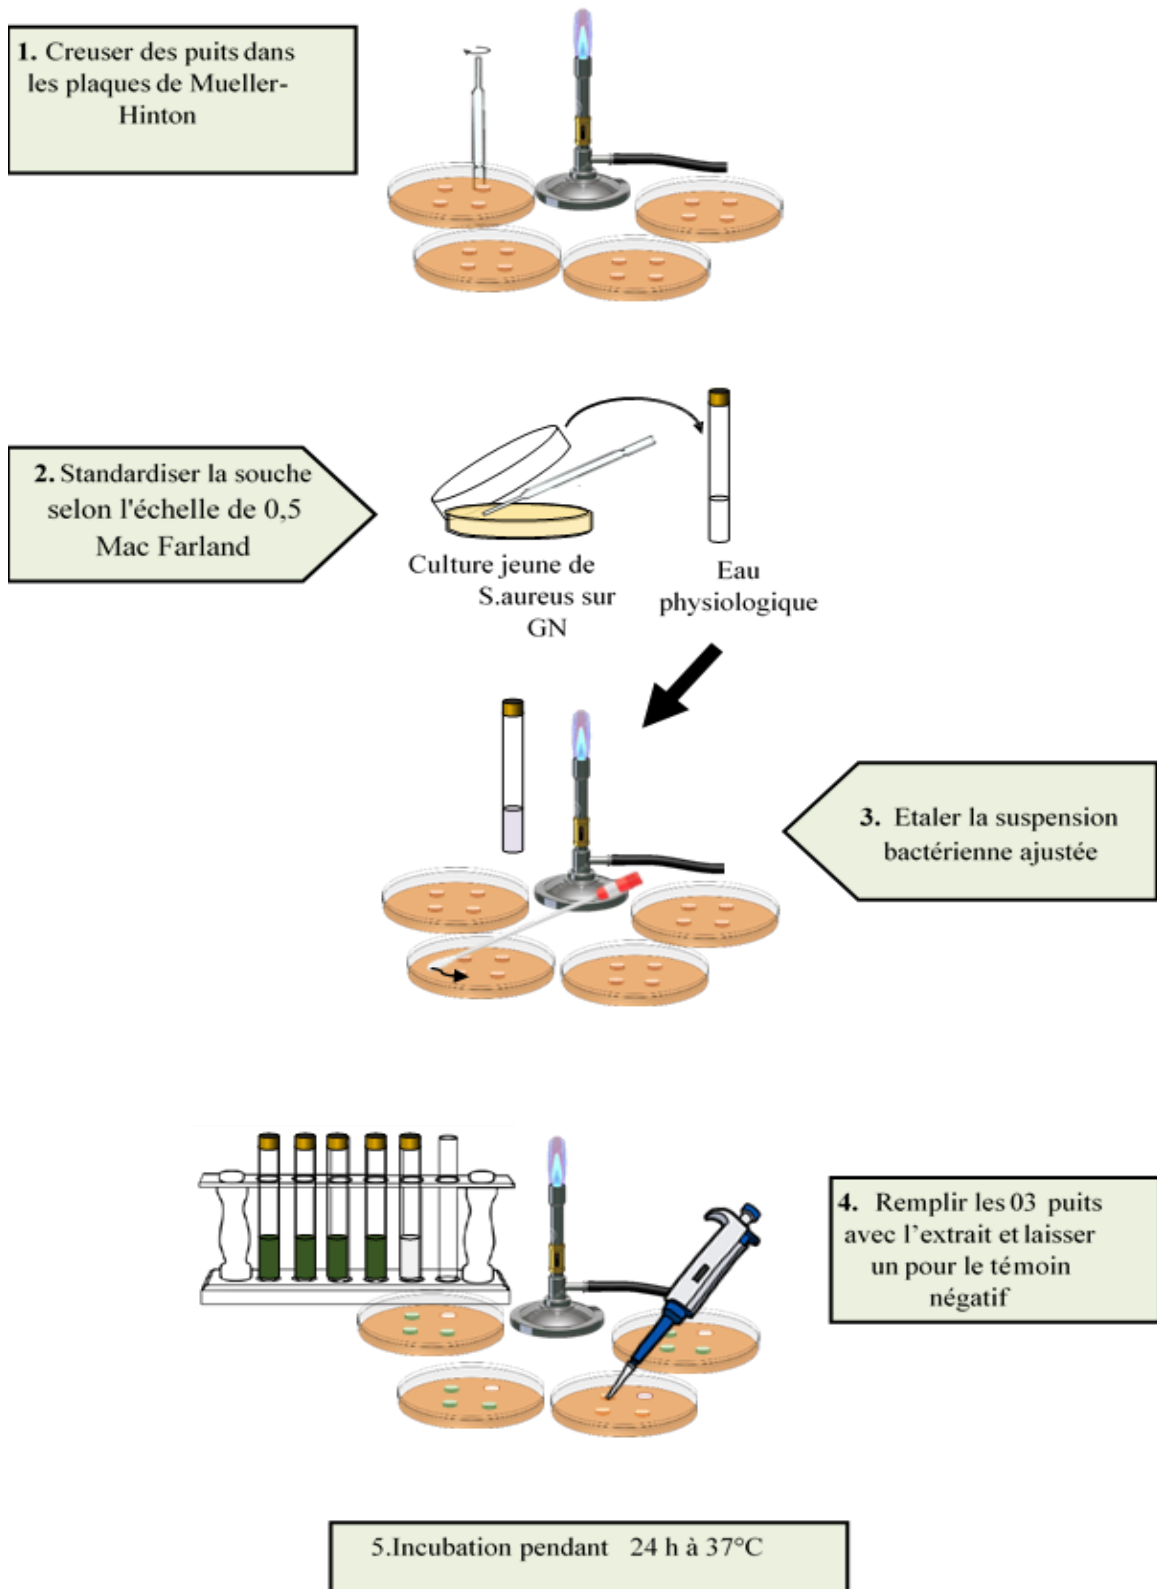 1. Creuser des puits dans
les plaques de Mueller-
Hinton
2. Standardiser la souche
selon l'échelle de 0,5
Mac Farland
Culture jeune de
S.aureus sur
GN
Eau
physiologique
3. Etaler la suspension
bactérienne ajustée
4. Remplir les 03 puits
avec l’extrait et laisser
un pour le témoin
négatif
5.Incubation pendant 24 h à 37°C